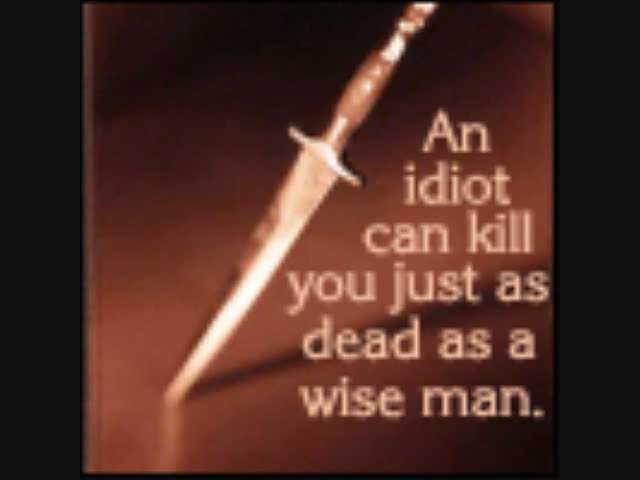 An
idiot
can kill
you just as
dead as a
wise man.